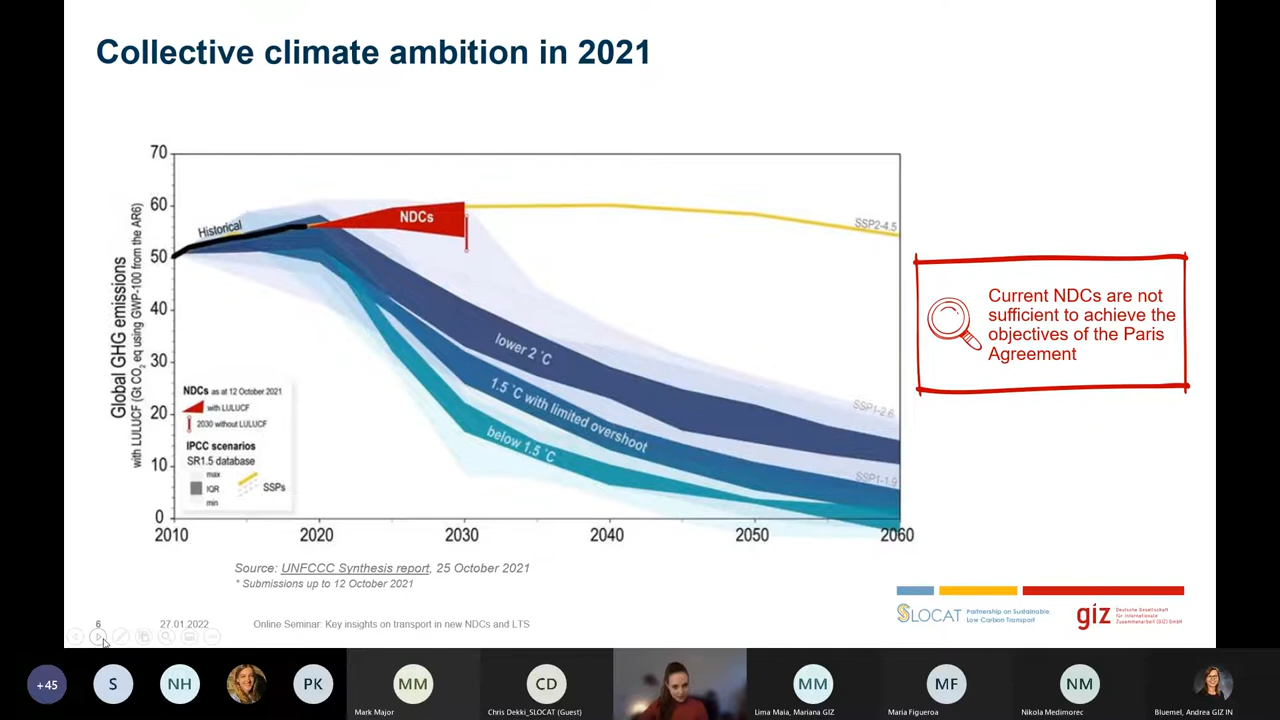 Collective climate ambition in 2021
70
60
50
40
30
20
10
0
2010
2020
2030
2040
2050
2060
Global GHG emissions
with LULUCF (Gt CO2 eq using GWP-100 from the AR6)
Historical
NDCs
SSP2-4.5
lower 2 °C
1.5 °C with limited overshoot
below 1.5 °C
SSP1-2.6
SSP1-1.9
NDCs as at 12 October 2021
with LULUCF
2030 without LULUCF
IPCC scenarios
SR1.5 database
max
IQR
min
SSPs
Current NDCs are not
sufficient to achieve the
objectives of the Paris
Agreement
Source: UNFCCC Synthesis report, 25 October 2021
* Submissions up to 12 October 2021
SLOCAT
Partnership on Sustainable
Low Carbon Transport
giz
Deutsche Gesellschaft
für Internationale
Zusammenarbeit (GIZ) GmbH
6
27.01.2022
Online Seminar: Key insights on transport in new NDCs and LTS
+45
S
NH
PK
MM
CD
MM
MF
NM
Mark Major
Chris Dekki_SLOCAT (Guest)
Lima Maia, Mariana GIZ
Maria Figueroa
Nikola Medimorec
Bluemel, Andrea GIZ IN